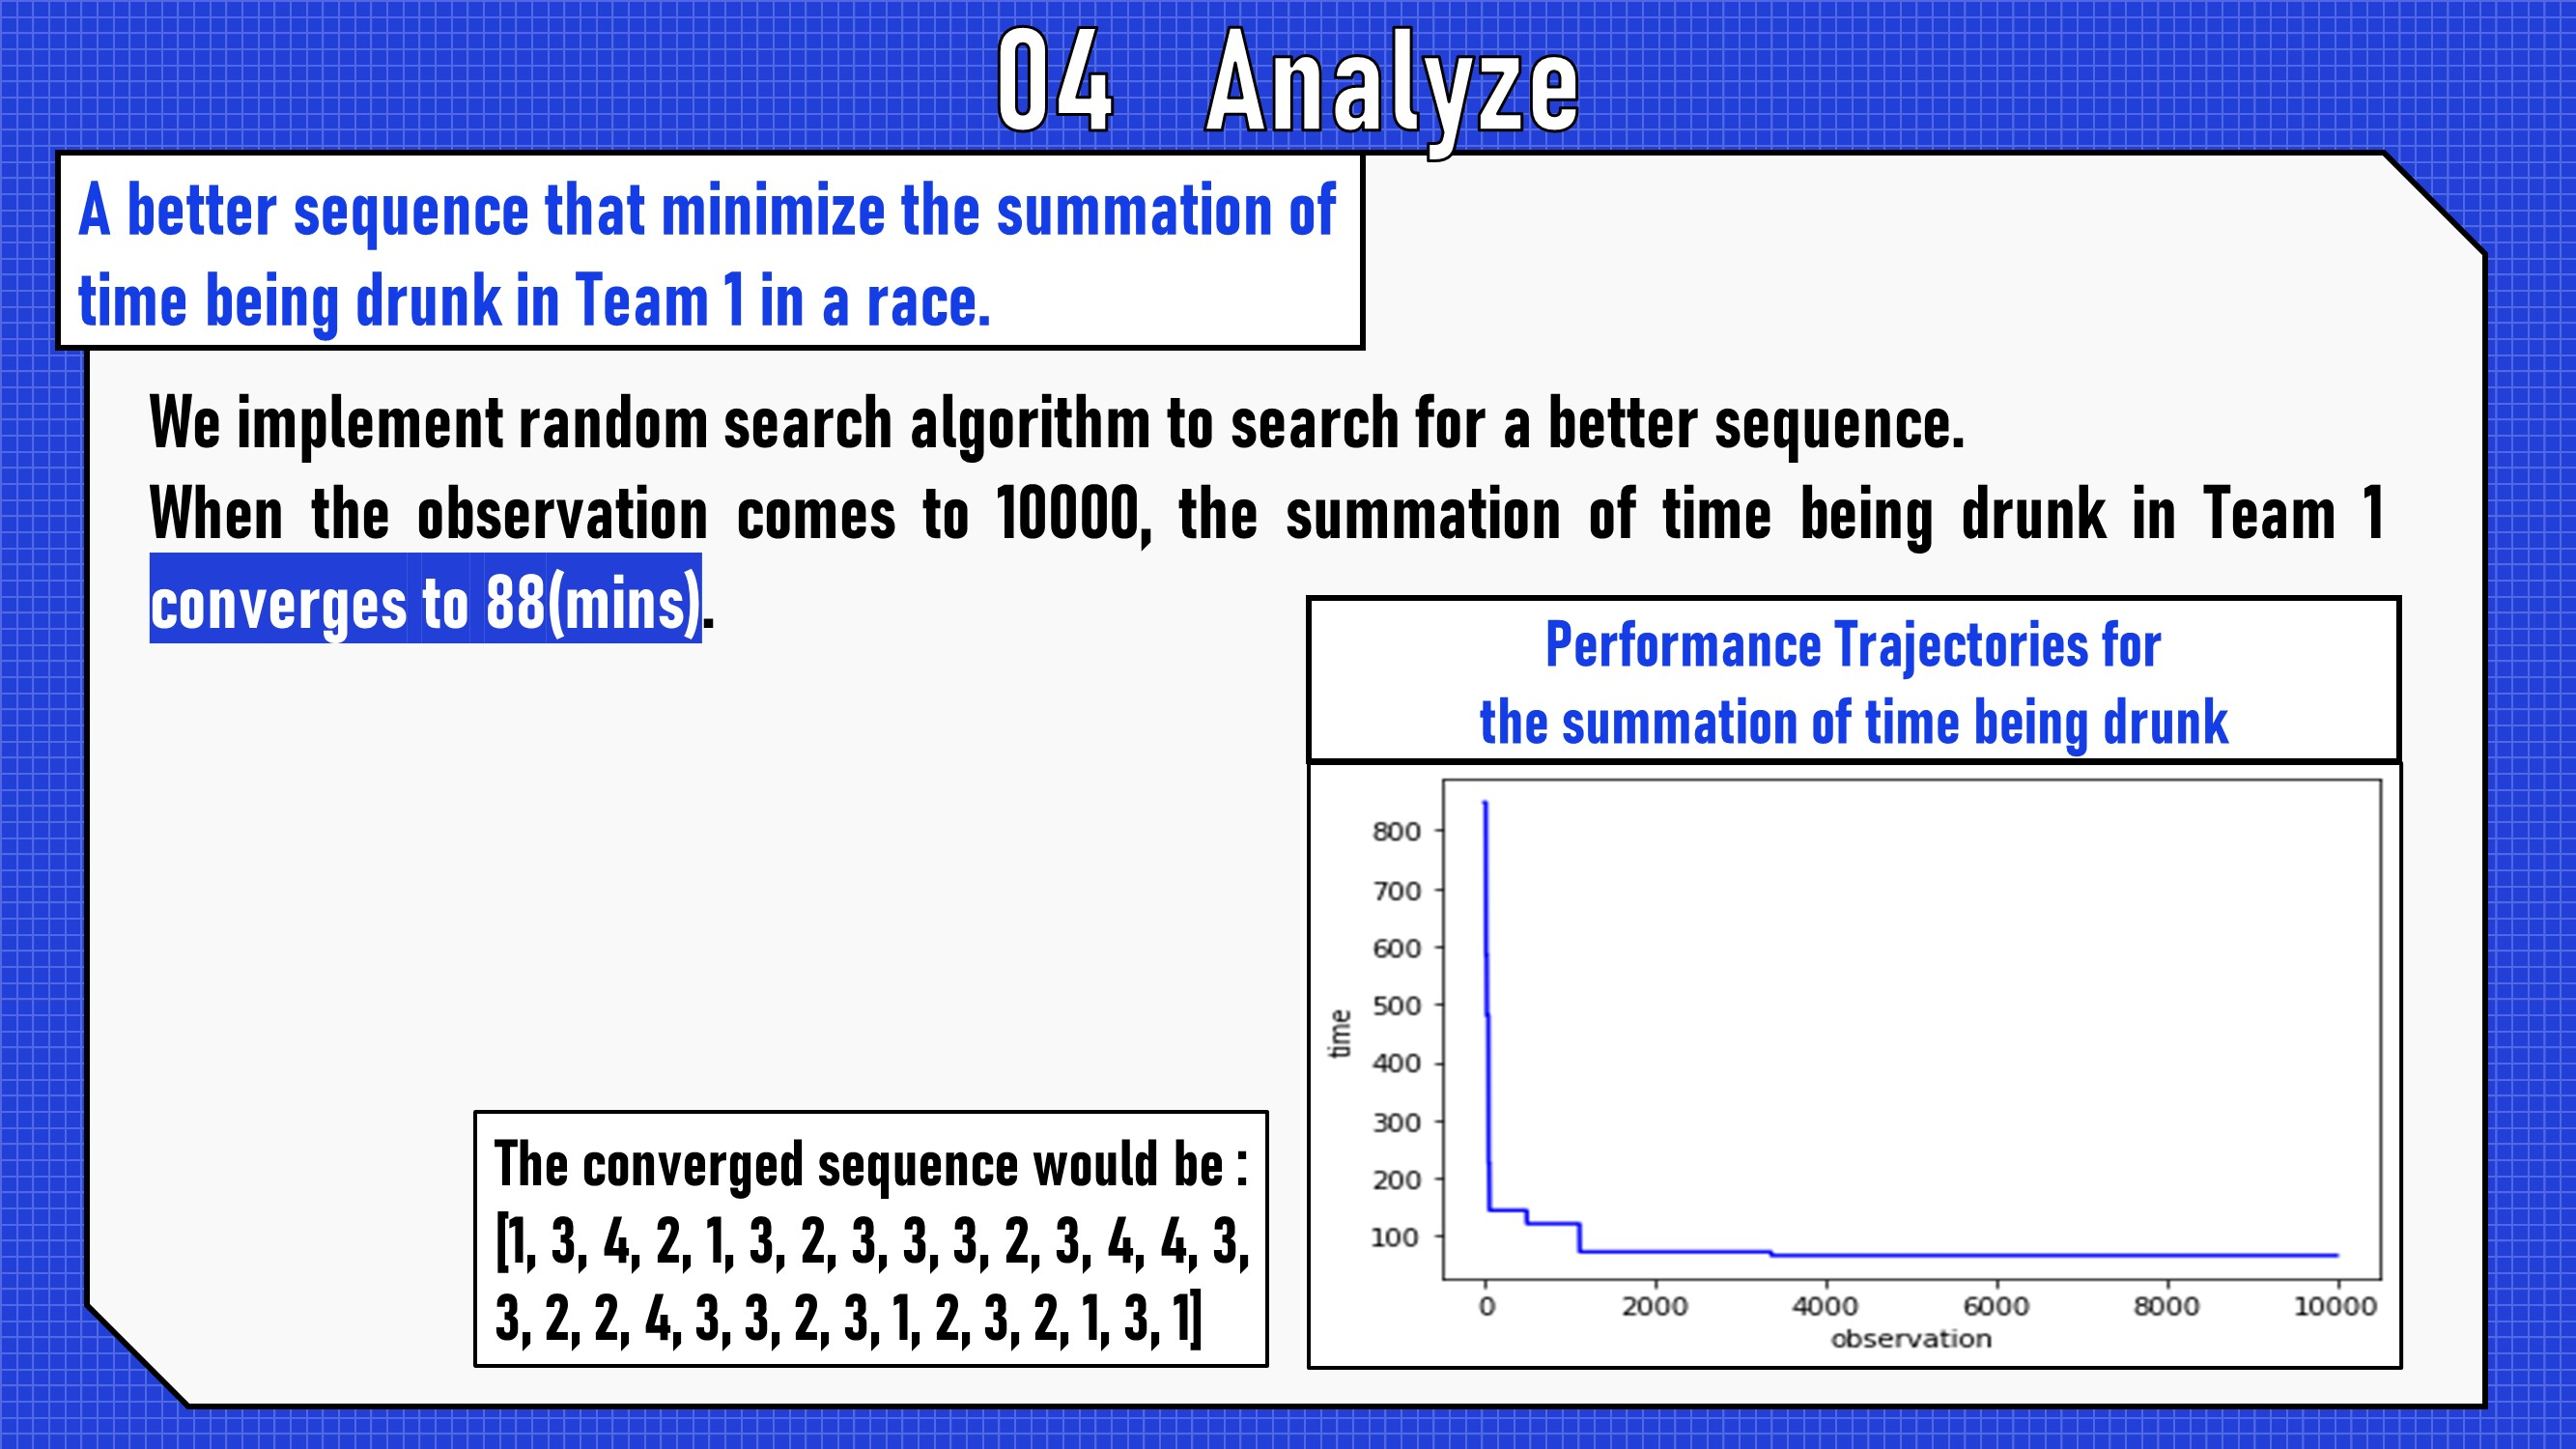 04 Analyze
A better sequence that minimize the summation of
time being drunk in Team 1 in a race.
We implement random search algorithm to search for a better sequence.
When the observation comes to 10000, the summation of time being drunk in Team 1
converges to 88(mins).
Performance Trajectories for
the summation of time being drunk
800
700
600
500
400
300
200
100
time
0 2000 4000 6000 8000 10000
observation
The converged sequence would be :
[1, 3, 4, 2, 1, 3, 2, 3, 3, 3, 2, 3, 4, 4, 3,
3, 2, 2, 4, 3, 3, 2, 3, 1, 2, 3, 2, 1, 3, 1]